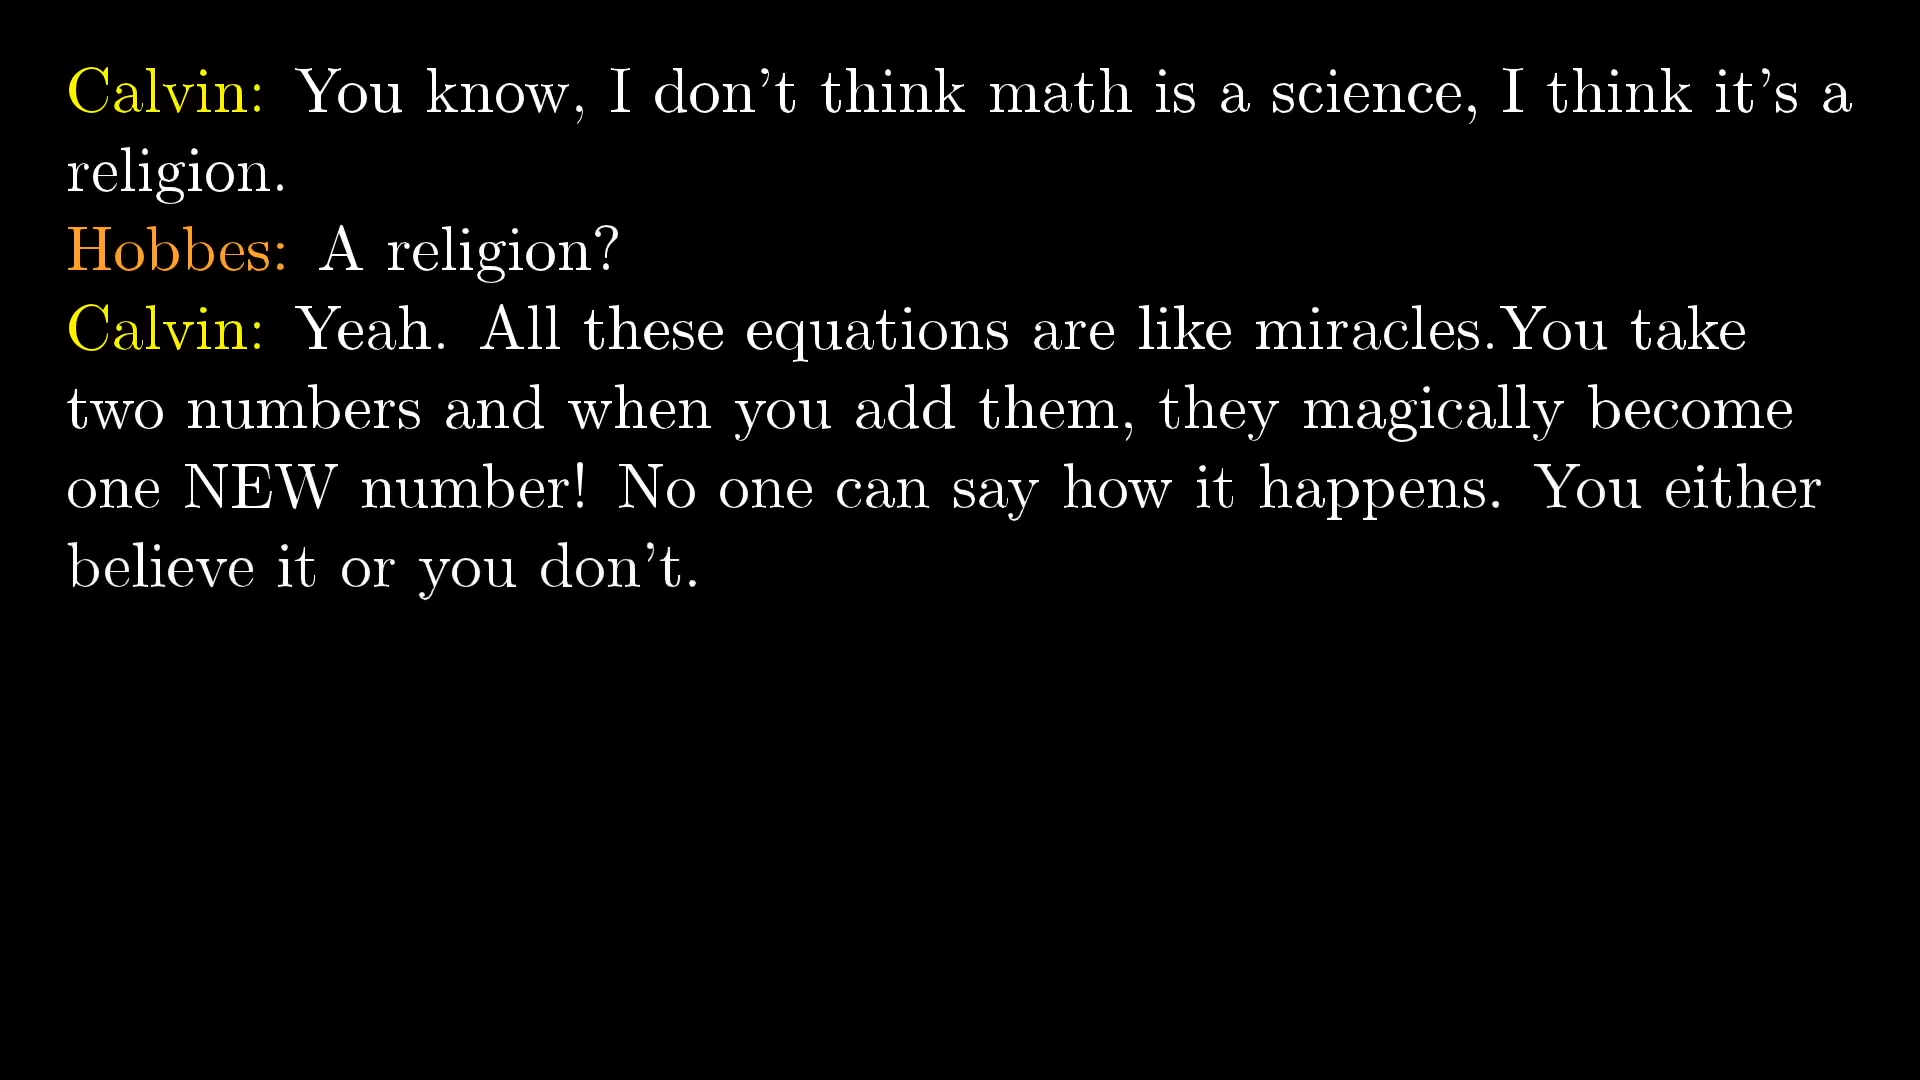 Calvin: You know, I don't think math is a science, I think it's a
religion.
Hobbes: A religion?
Calvin: Yeah. All these equations are like miracles.You take
two numbers and when you add them, they magically become
one NEW number! No one can say how it happens. You either
believe it or you don't.